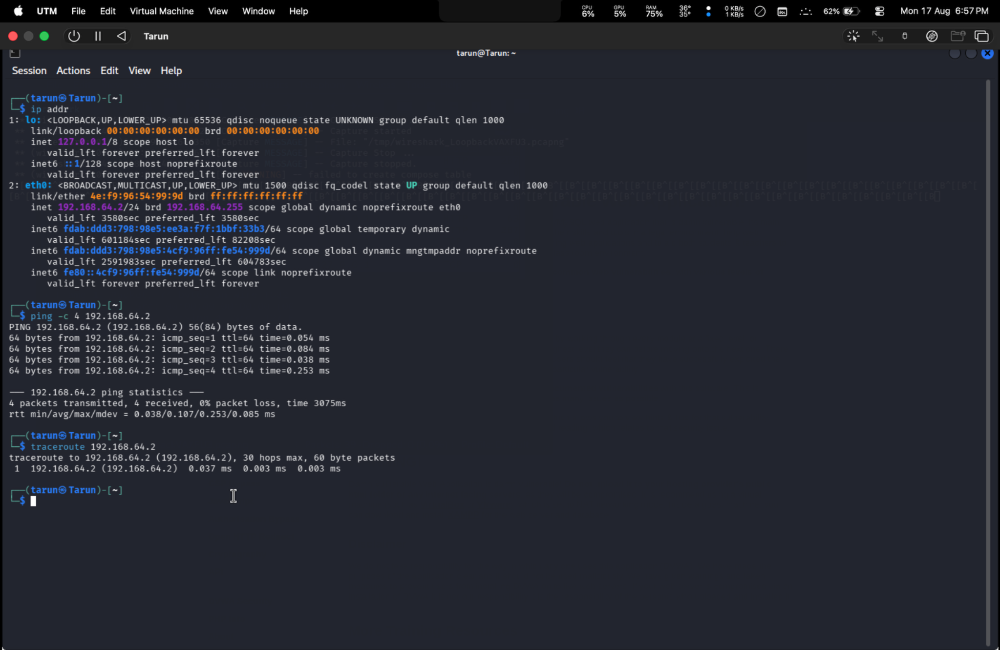 UTM File Edit Virtual Machine View Window Help CPU 6% GPU 5% RAM 75% 36° 35° 0 KB/s 1 KB/s 62% Mon 17 Aug 6:57 PM
Tarun
tarun@Tarun: ~
Session Actions Edit View Help
┌──(tarun㉿Tarun)-[~]
└─$ ip addr
1: lo: <LOOPBACK,UP,LOWER_UP> mtu 65536 qdisc noqueue state UNKNOWN group default qlen 1000
    link/loopback 00:00:00:00:00:00 brd 00:00:00:00:00:00
    inet 127.0.0.1/8 scope host lo
       valid_lft forever preferred_lft forever
    inet6 ::1/128 scope host noprefixroute
       valid_lft forever preferred_lft forever
2: eth0: <BROADCAST,MULTICAST,UP,LOWER_UP> mtu 1500 qdisc fq_codel state UP group default qlen 1000
    link/ether 4e:f9:96:54:99:9d brd ff:ff:ff:ff:ff:ff
    inet 192.168.64.2/24 brd 192.168.64.255 scope global dynamic noprefixroute eth0
       valid_lft 3580sec preferred_lft 3580sec
    inet6 fdab:ddd3:798:98e5:ee3a:f7f:1bbf:33b3/64 scope global temporary dynamic
       valid_lft 601184sec preferred_lft 82208sec
    inet6 fdab:ddd3:798:98e5:4cf9:96ff:fe54:999d/64 scope global dynamic mngtmpaddr noprefixroute
       valid_lft 2591983sec preferred_lft 604783sec
    inet6 fe80::4cf9:96ff:fe54:999d/64 scope link noprefixroute
       valid_lft forever preferred_lft forever
┌──(tarun㉿Tarun)-[~]
└─$ ping -c 4 192.168.64.2
PING 192.168.64.2 (192.168.64.2) 56(84) bytes of data.
64 bytes from 192.168.64.2: icmp_seq=1 ttl=64 time=0.054 ms
64 bytes from 192.168.64.2: icmp_seq=2 ttl=64 time=0.084 ms
64 bytes from 192.168.64.2: icmp_seq=3 ttl=64 time=0.038 ms
64 bytes from 192.168.64.2: icmp_seq=4 ttl=64 time=0.253 ms
--- 192.168.64.2 ping statistics ---
4 packets transmitted, 4 received, 0% packet loss, time 3075ms
rtt min/avg/max/mdev = 0.038/0.107/0.253/0.085 ms
┌──(tarun㉿Tarun)-[~]
└─$ traceroute 192.168.64.2
traceroute to 192.168.64.2 (192.168.64.2), 30 hops max, 60 byte packets
 1  192.168.64.2 (192.168.64.2)  0.037 ms  0.003 ms  0.003 ms
┌──(tarun㉿Tarun)-[~]
└─$